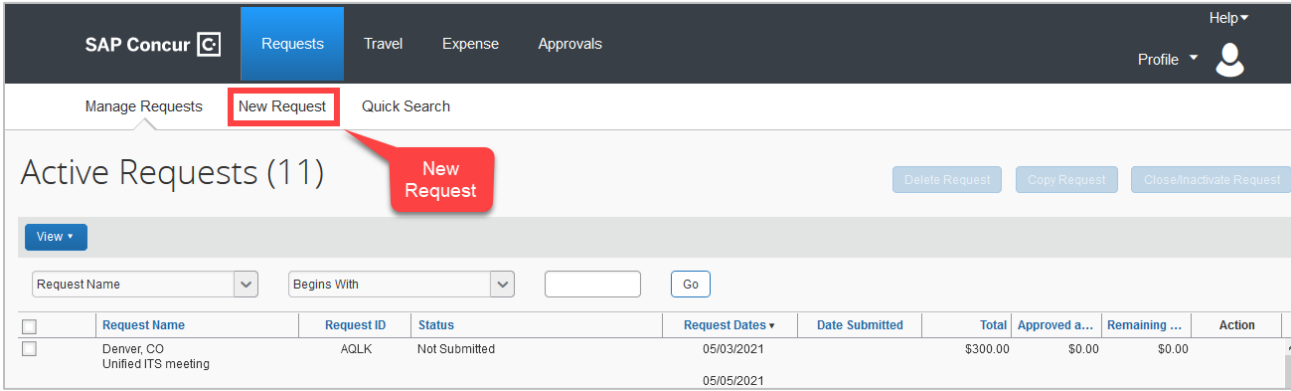 Help
SAP Concur C
Requests
Travel
Expense
Approvals
Profile
Manage Requests
New Request
Quick Search
Active Requests (11)
New
Request
Delete Request
Copy Request
Close/Inactivate Request
View
Request Name
Begins With
Go
Request Name
Request ID
Status
Request Dates
Date Submitted
Total
Approved a...
Remaining ...
Action
Denver, CO
AQLK
Not Submitted
05/03/2021
$300.00
$0.00
$0.00
Unified ITS meeting
05/05/2021